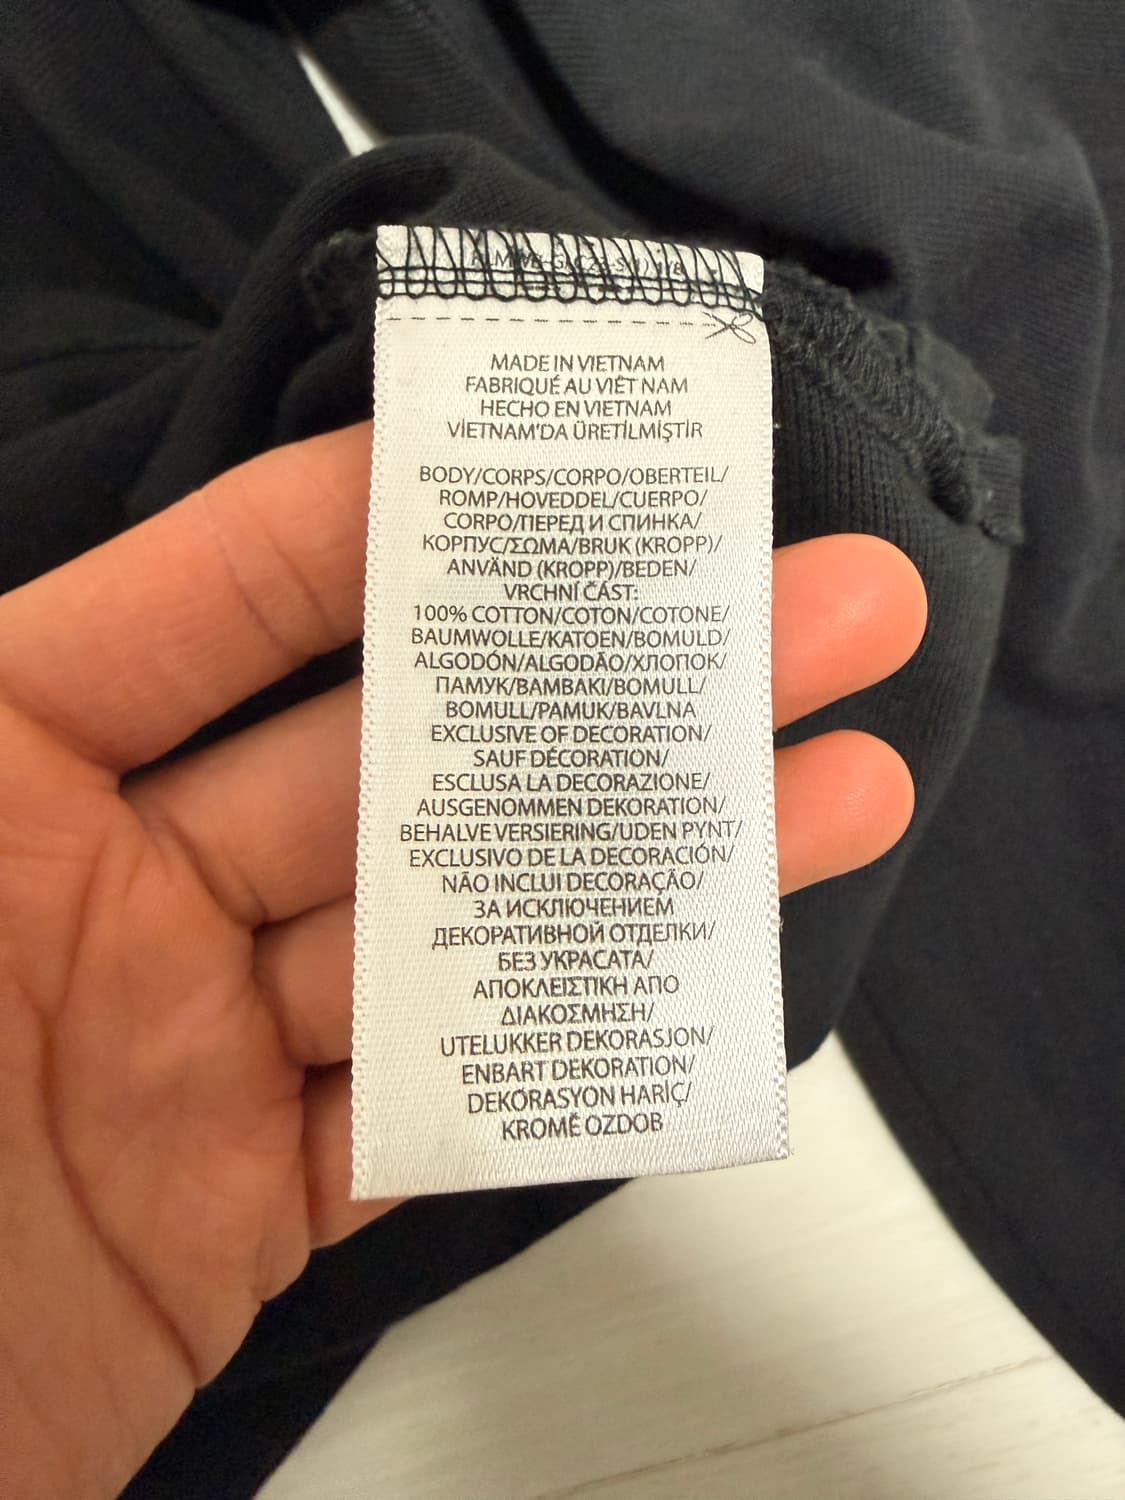 MADE IN VIETNAM
FABRIQUÉ AU VIÊT NAM
HECHO EN VIETNAM
VİETNAM'DA ÜRETİLMİŞTİR
BODY/CORPS/CORPO/OBERTEIL/
ROMP/HOVEDDEL/CUERPO/
CORPO/ПЕРЕД И СПИНКА/
КОРПУС/ΣΩΜΑ/BRUK (KROPP)/
ANVÄND (KROPP)/BEDEN/
VRCHNÍ ČÁST:
100% COTTON/COTON/COTONE/
BAUMWOLLE/KATOEN/BOMULD/
ALGODÓN/ALGODÃO/ХЛОПОК/
ПАМУК/ΒΑΜΒΑΚΙ/BOMULL/
BOMULL/PAMUK/BAVLNA
EXCLUSIVE OF DECORATION/
SAUF DÉCORATION/
ESCLUSA LA DECORAZIONE/
AUSGENOMMEN DEKORATION/
BEHALVE VERSIERING/UDEN PYNT/
EXCLUSIVO DE LA DECORACIÓN/
NÃO INCLUI DECORAÇÃO/
ЗА ИСКЛЮЧЕНИЕМ
ДЕКОРАТИВНОЙ ОТДЕЛКИ/
БЕЗ УКРАСАТА/
ΑΠΟΚΛΕΙΣΤΙΚΗ ΑΠΟ
ΔΙΑΚΟΣΜΗΣΗ/
UTELUKKER DEKORASJON/
ENBART DEKORATION/
DEKORASYON HARİÇ/
KROMĚ OZDOB